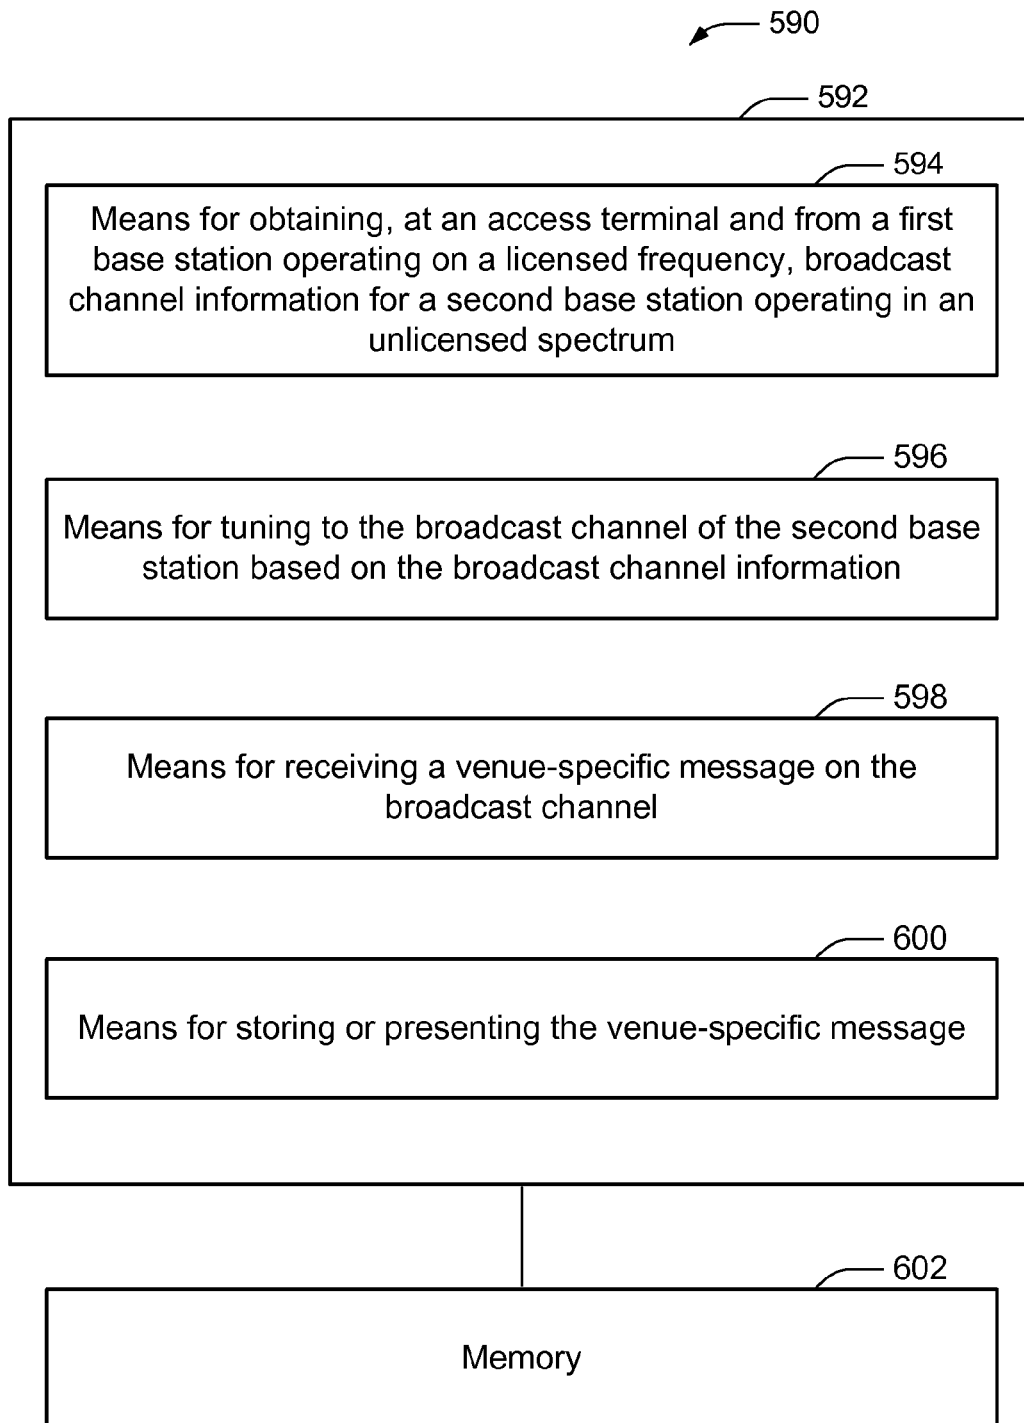 590
592
594
Means for obtaining, at an access terminal and from a first
base station operating on a licensed frequency, broadcast
channel information for a second base station operating in an
unlicensed spectrum
596
Means for tuning to the broadcast channel of the second base
station based on the broadcast channel information
598
Means for receiving a venue-specific message on the
broadcast channel
600
Means for storing or presenting the venue-specific message
602
Memory